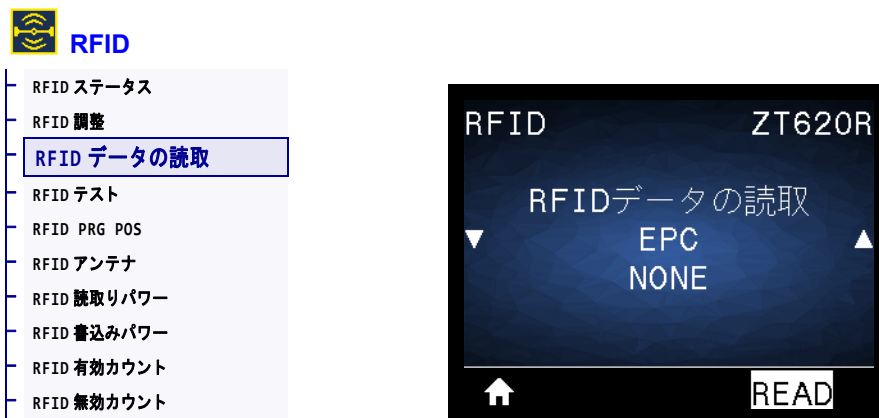 RFID
RFID ステータス
RFID 調整
RFID データの読取
RFID テスト
RFID PRG POS
RFID アンテナ
RFID 読取りパワー
RFID 書込みパワー
RFID 有効カウント
RFID 無効カウント
RFID ZT620R
RFIDデータの読取
EPC
NONE
READ